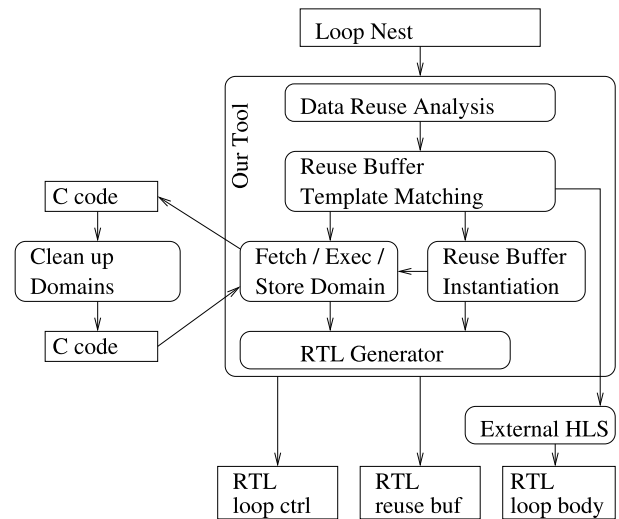 Loop Nest
Our Tool
Data Reuse Analysis
Reuse Buffer
Template Matching
C code
Clean up
Domains
C code
Fetch / Exec /
Store Domain
Reuse Buffer
Instantiation
RTL Generator
External HLS
RTL
loop ctrl
RTL
reuse buf
RTL
loop body